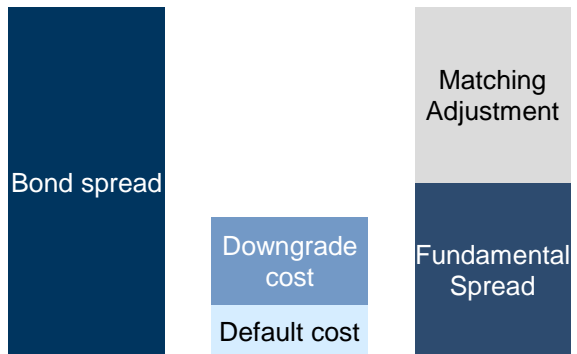 Bond spread
Downgrade
cost
Default cost
Matching
Adjustment
Fundamental
Spread